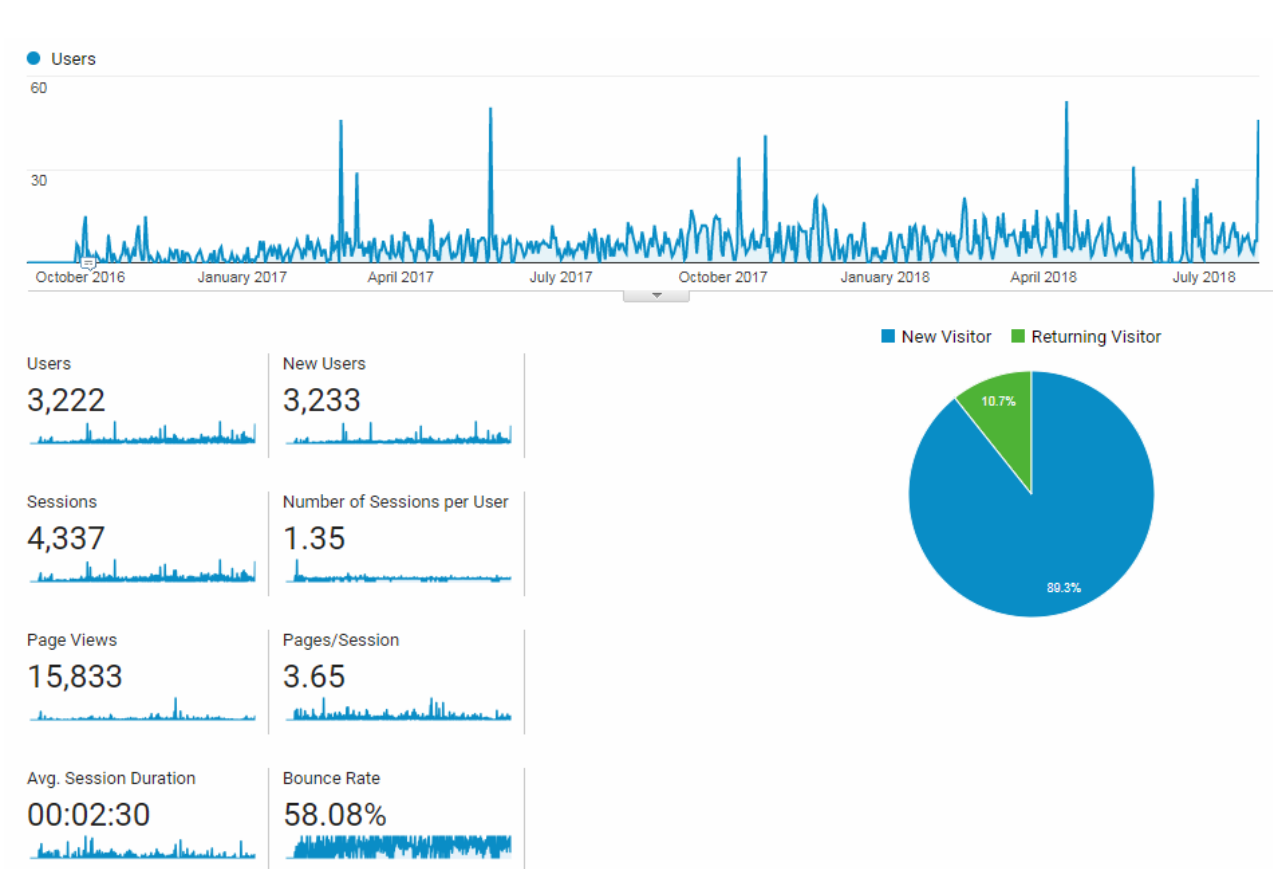 Users
60
30
October 2016 January 2017 April 2017 July 2017 October 2017 January 2018 April 2018 July 2018
New Visitor Returning Visitor
Users New Users
3,222 3,233
10.7%
Sessions Number of Sessions per User
4,337 1.35
89.3%
Page Views Pages/Session
15,833 3.65
Avg. Session Duration Bounce Rate
00:02:30 58.08%